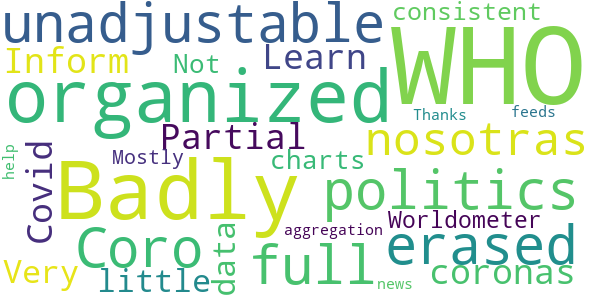 unadjustable
consistent
WHO
Inform
Not
Learn
organized
Thanks
feeds
Partial
nosotras
help
Covid
Mostly
charts
Badly
politics
Worldometer
Coro
data
aggregation
erased
full
Very
little
coronas
news